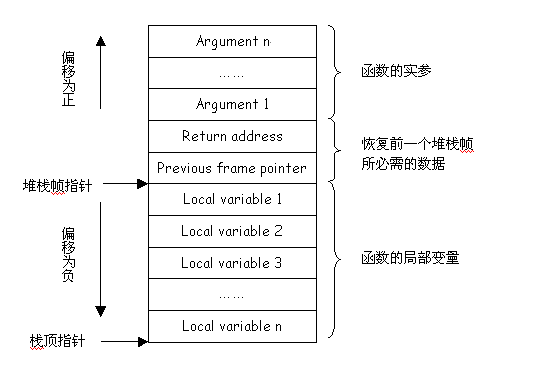 偏移为正
Argument n
……
Argument 1
函数的实参
Return address
Previous frame pointer
恢复前一个堆栈帧
所必需的数据
堆栈帧指针
Local variable 1
Local variable 2
Local variable 3
……
Local variable n
偏移为负
函数的局部变量
栈顶指针